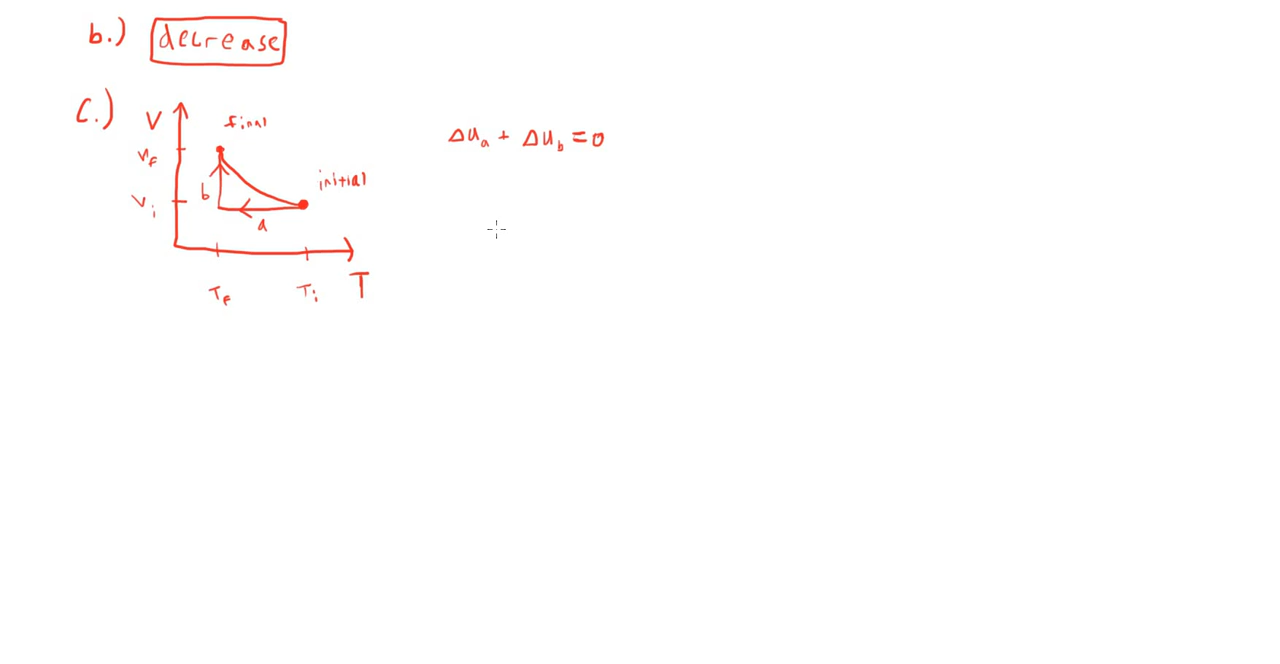 b.) decrease
c.) V
final
Δu_a + Δu_b = 0
V_f
initial
b
V_i
a
T_f T_i T